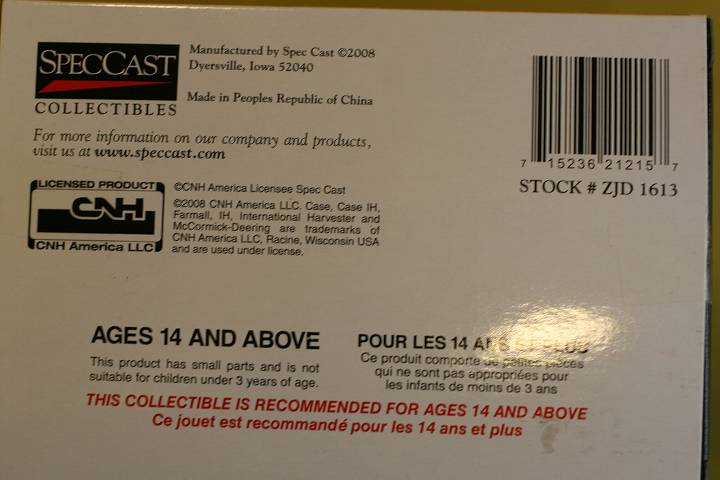 SPECCAST
COLLECTIBLES
Manufactured by Spec Cast ©2008
Dyersville, Iowa 52040
Made in Peoples Republic of China
For more information on our company and products,
visit us at www.speccast.com
LICENSED PRODUCT
CNH
CNH America LLC
©CNH America Licensee Spec Cast
©2008 CNH America LLC. Case, Case IH,
Farmall, IH, International Harvester and
McCormick-Deering are trademarks of
CNH America LLC, Racine, Wisconsin USA
and are used under license.
7 15236 21215 7
STOCK # ZJD 1613
AGES 14 AND ABOVE
This product has small parts and is not
suitable for children under 3 years of age.
POUR LES 14 ANS ET PLUS
Ce produit comporte de petites pièces
qui ne sont pas appropriées pour
les infants de moins de 3 ans
THIS COLLECTIBLE IS RECOMMENDED FOR AGES 14 AND ABOVE
Ce jouet est recommandé pour les 14 ans et plus